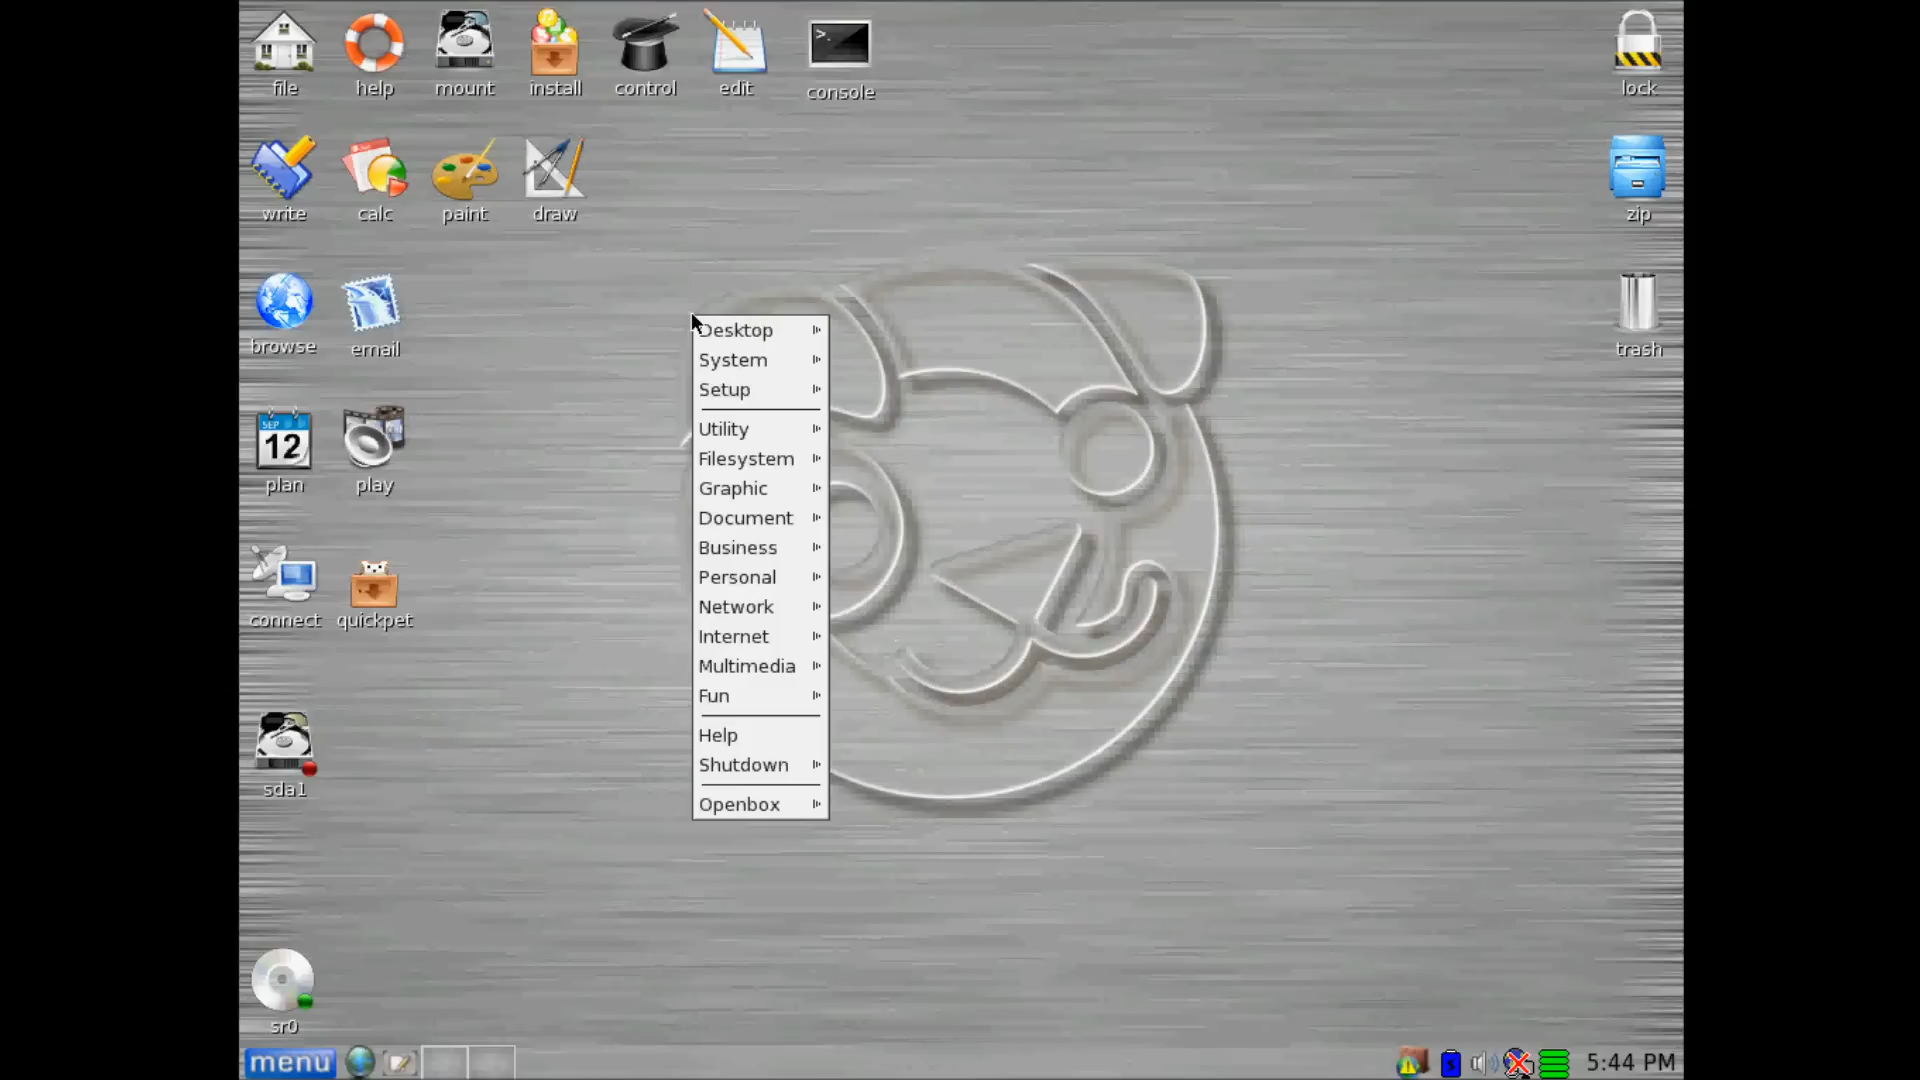 file help mount install control edit console lock
>_
write calc paint draw zip
browse email trash
SEP
12
plan play
connect quickpet
sda1
sr0
Desktop
System
Setup
Utility
Filesystem
Graphic
Document
Business
Personal
Network
Internet
Multimedia
Fun
Help
Shutdown
Openbox
menu 5:44 PM